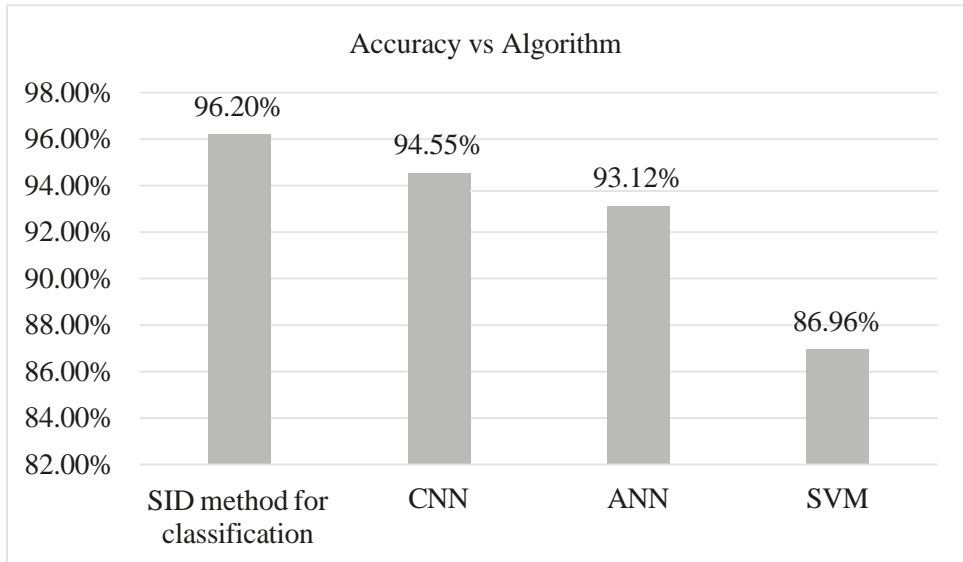 Accuracy vs Algorithm
98.00%
96.00%
94.00%
92.00%
90.00%
88.00%
86.00%
84.00%
82.00%
96.20%
94.55%
93.12%
86.96%
SID method for
classification
CNN
ANN
SVM